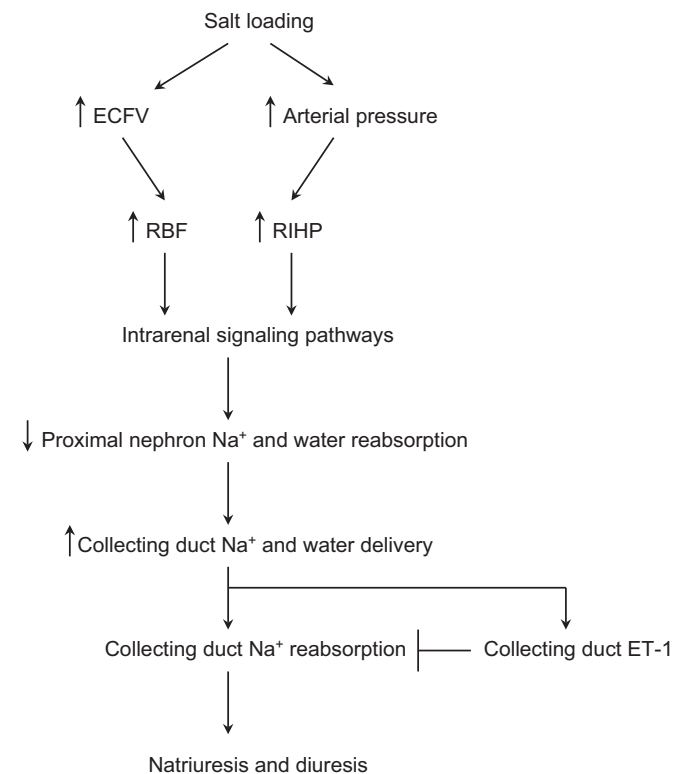 Salt loading
↑ ECFV
↑ Arterial pressure
↑ RBF
↑ RIHP
Intrarenal signaling pathways
↓ Proximal nephron Na⁺ and water reabsorption
↑ Collecting duct Na⁺ and water delivery
Collecting duct Na⁺ reabsorption
Collecting duct ET-1
Natriuresis and diuresis